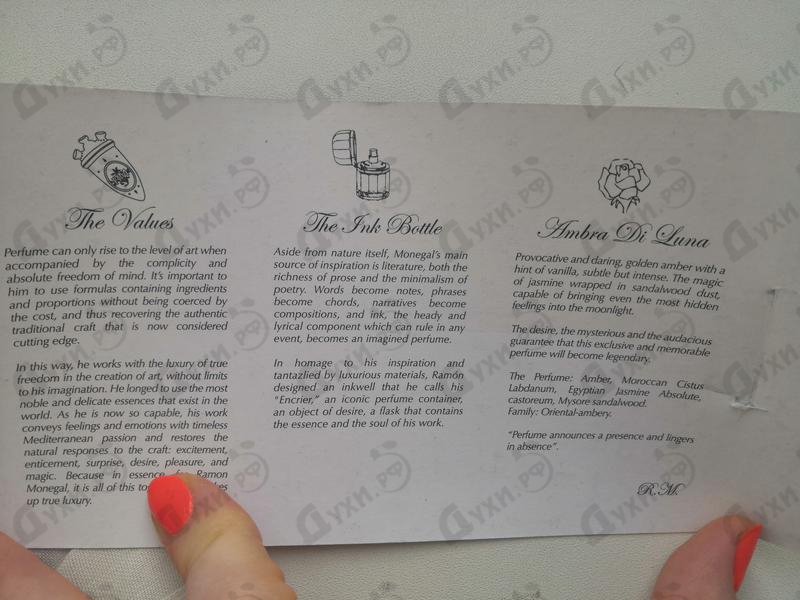 The Values
Perfume can only rise to the level of art when
accompanied by the complicity and
absolute freedom of mind. It's important to
him to use formulas containing ingredients
and proportions without being coerced by
the cost, and thus recovering the authentic
traditional craft that is now considered
cutting edge.
In this way, he works with the luxury of true
freedom in the creation of art, without limits
to his imagination. He longed to use the most
noble and delicate essences that exist in the
world. As he is now so capable, his work
conveys feelings and emotions with timeless
Mediterranean passion and restores the
natural responses to the craft: excitement,
enticement, surprise, desire, pleasure, and
magic. Because in essence Ramon
Monegal, it is all of this
up true luxury.
The Ink Bottle
Aside from nature itself, Monegal's main
source of inspiration is literature, both the
richness of prose and the minimalism of
poetry. Words become notes, phrases
become chords, narratives become
compositions, and ink, the heady and
lyrical component which can rule in any
event, becomes an imagined perfume.
In homage to his inspiration and
tantazlied by luxurious materials, Ramón
designed an inkwell that he calls his
"Encrier," an iconic perfume container,
an object of desire, a flask that contains
the essence and the soul of his work.
Ambra Di Luna
Provocative and daring, golden amber with a
hint of vanilla, subtle but intense. The magic
of jasmine wrapped in sandalwood dust,
capable of bringing even the most hidden
feelings into the moonlight.
The desire, the mysterious and the audacious
guarantee that this exclusive and memorable
perfume will become legendary.
The Perfume: Amber, Moroccan Cistus
Labdanum, Egyptian Jasmine Absolute,
castoreum, Mysore sandalwood.
Family: Oriental-ambery.
"Perfume announces a presence and lingers
in absence".
R.M.
Духи.рф